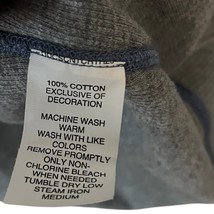 100% COTTON
EXCLUSIVE OF
DECORATION
MACHINE WASH
WARM
WASH WITH LIKE
COLORS
REMOVE PROMPTLY
ONLY NON-
CHLORINE BLEACH
WHEN NEEDED
TUMBLE DRY LOW
STEAM IRON
MEDIUM